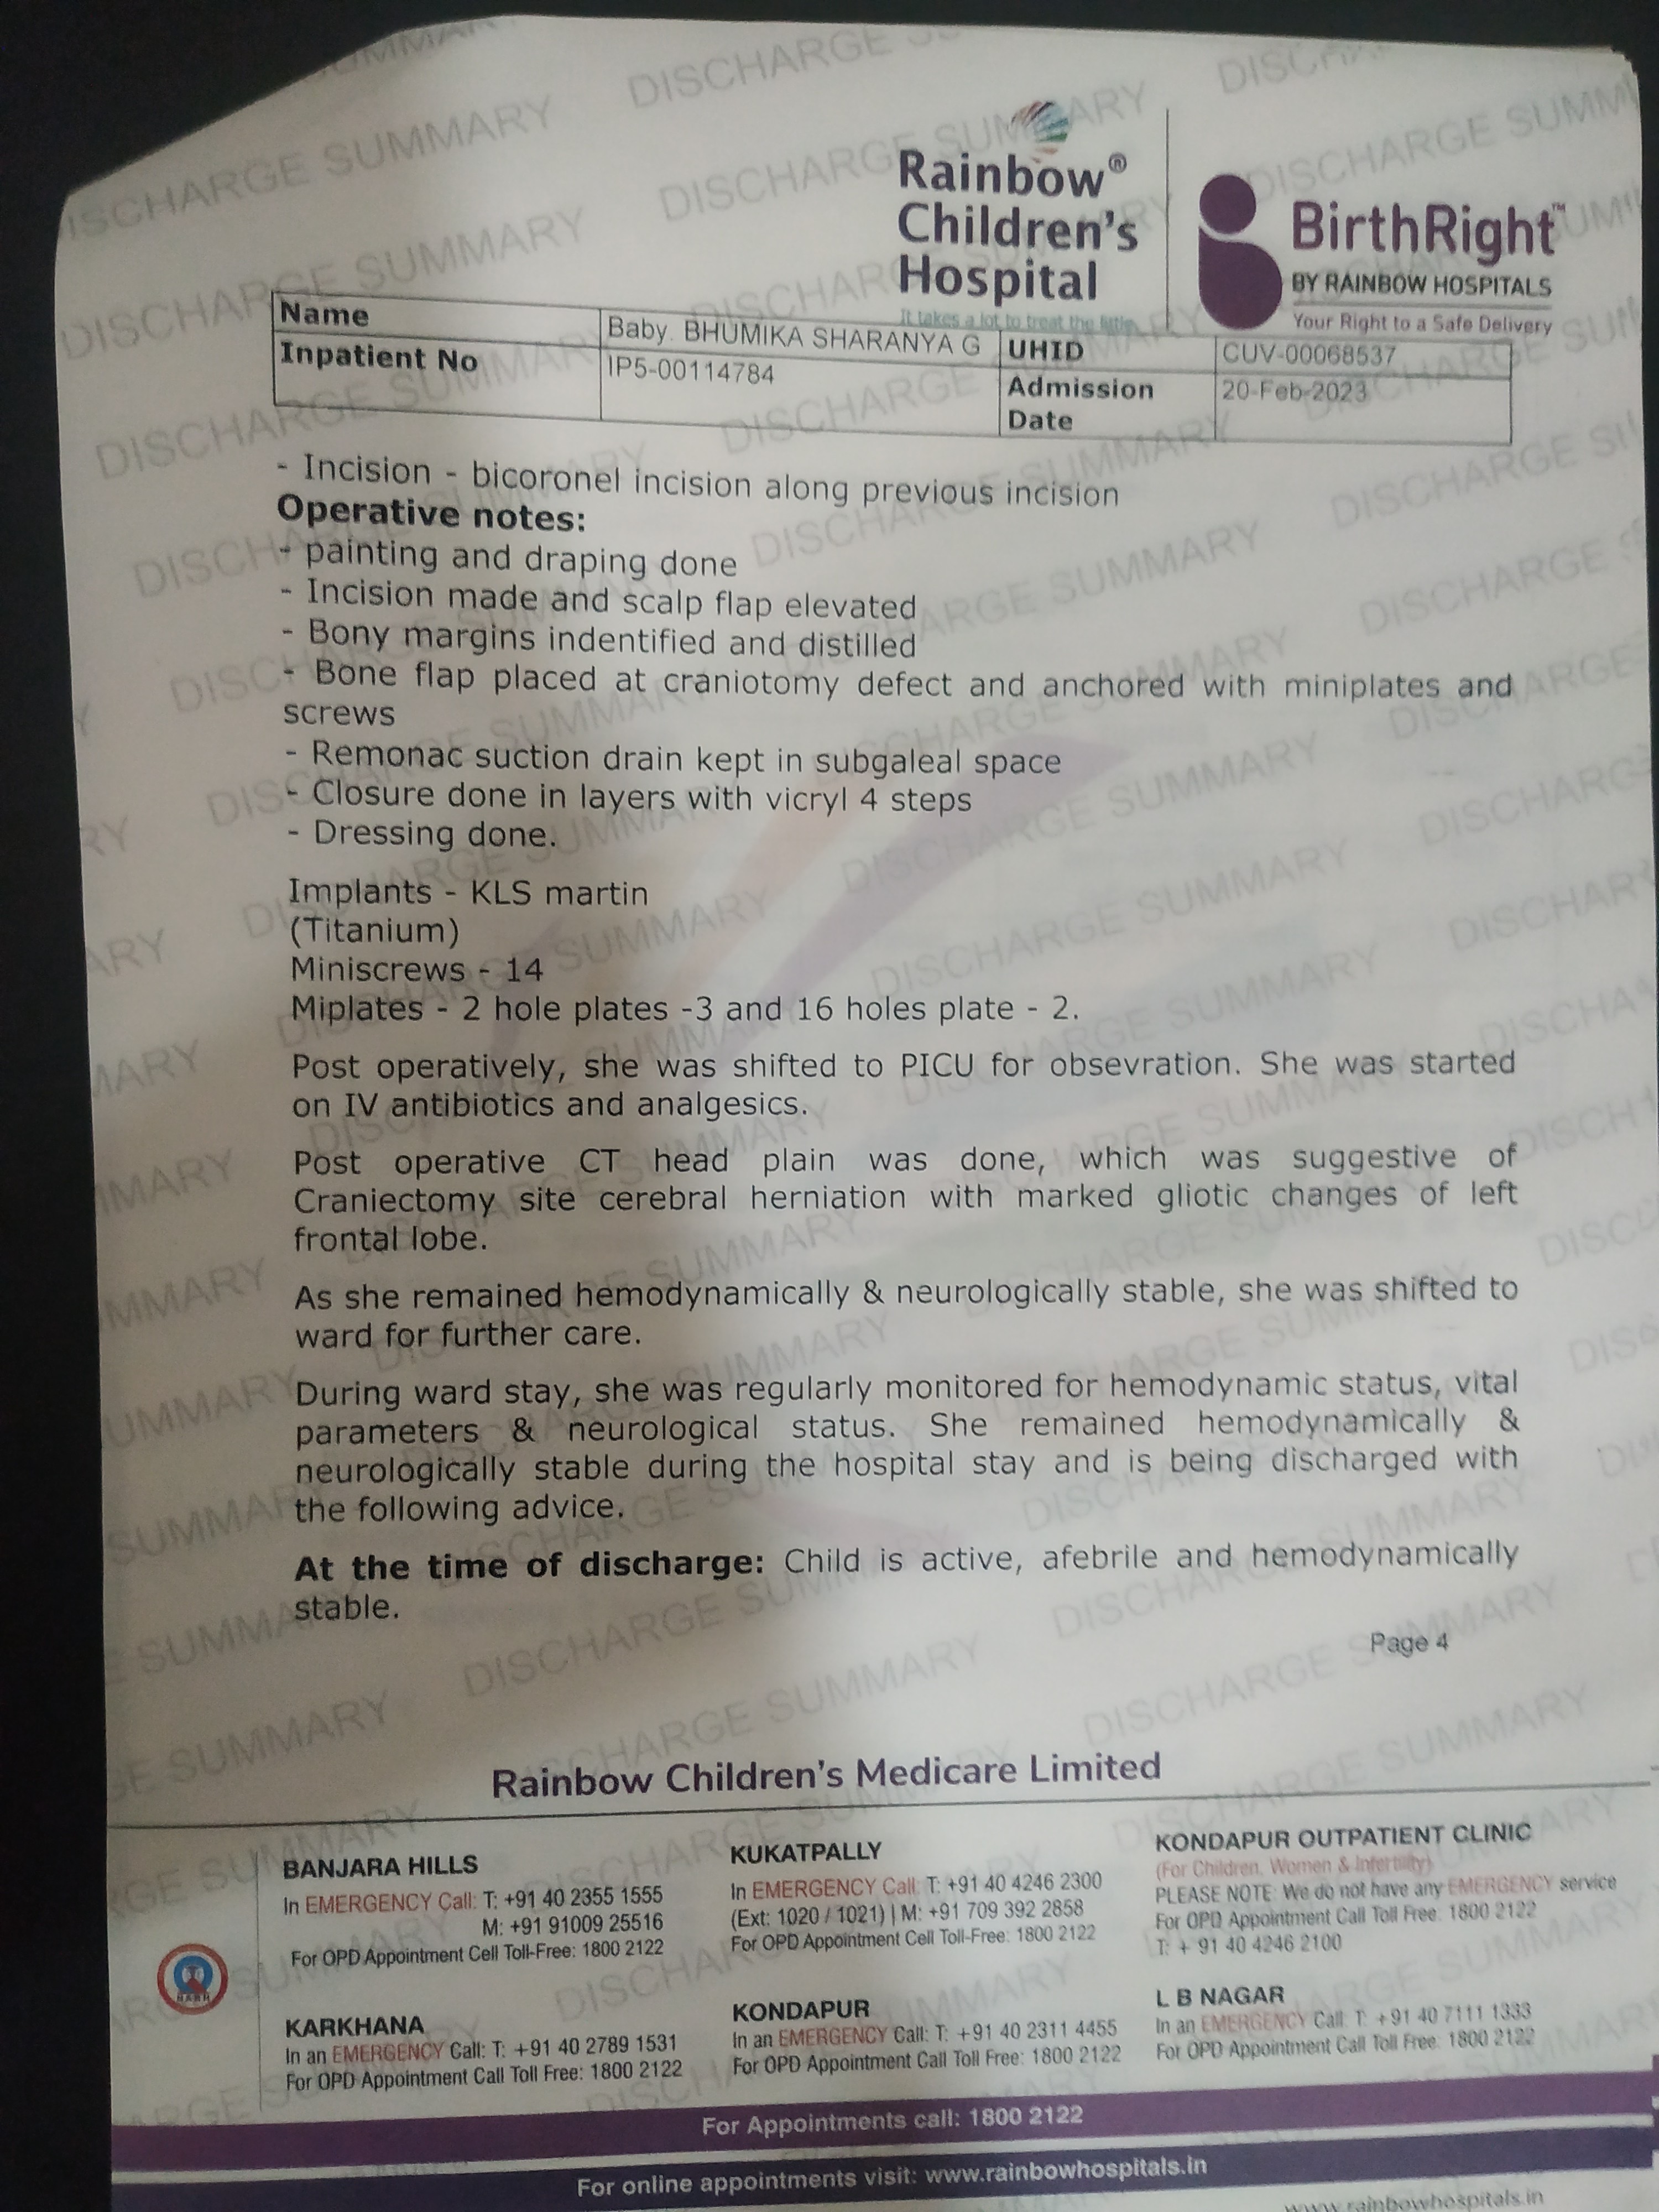 Rainbow®
Children's
Hospital
It takes a lot to treat the little.
BirthRight™
BY RAINBOW HOSPITALS
Your Right to a Safe Delivery
Name Baby. BHUMIKA SHARANYA G UHID CUV-00068537
Inpatient No IP5-00114784 Admission Date 20-Feb-2023
- Incision - bicoronel incision along previous incision
Operative notes:
- painting and draping done
- Incision made and scalp flap elevated
- Bony margins indentified and distilled
- Bone flap placed at craniotomy defect and anchored with miniplates and
screws
- Remonac suction drain kept in subgaleal space
- Closure done in layers with vicryl 4 steps
- Dressing done.
Implants - KLS martin
(Titanium)
Miniscrews - 14
Miplates - 2 hole plates -3 and 16 holes plate - 2.
Post operatively, she was shifted to PICU for obsevration. She was started
on IV antibiotics and analgesics.
Post operative CT head plain was done, which was suggestive of
Craniectomy site cerebral herniation with marked gliotic changes of left
frontal lobe.
As she remained hemodynamically & neurologically stable, she was shifted to
ward for further care.
During ward stay, she was regularly monitored for hemodynamic status, vital
parameters & neurological status. She remained hemodynamically &
neurologically stable during the hospital stay and is being discharged with
the following advice.
At the time of discharge: Child is active, afebrile and hemodynamically
stable.
Page 4
Rainbow Children's Medicare Limited
BANJARA HILLS
In EMERGENCY Call: T: +91 40 2355 1555
M: +91 91009 25516
For OPD Appointment Cell Toll-Free: 1800 2122
KUKATPALLY
In EMERGENCY Call: T: +91 40 4246 2300
(Ext: 1020 / 1021) | M: +91 709 392 2858
For OPD Appointment Cell Toll-Free: 1800 2122
KONDAPUR OUTPATIENT CLINIC
(For Children, Women & Infertility)
PLEASE NOTE: We do not have any EMERGENCY service
For OPD Appointment Call Toll Free: 1800 2122
T: + 91 40 4246 2100
KARKHANA
In an EMERGENCY Call: T: +91 40 2789 1531
For OPD Appointment Call Toll Free: 1800 2122
KONDAPUR
In an EMERGENCY Call: T: +91 40 2311 4455
For OPD Appointment Call Toll Free: 1800 2122
L B NAGAR
In an EMERGENCY Call: T: +91 40 7111 1333
For OPD Appointment Call Toll Free: 1800 2122
NABH
For Appointments call: 1800 2122
For online appointments visit: www.rainbowhospitals.in
www.rainbowhospitals.in
DISCHARGE SUMMARY